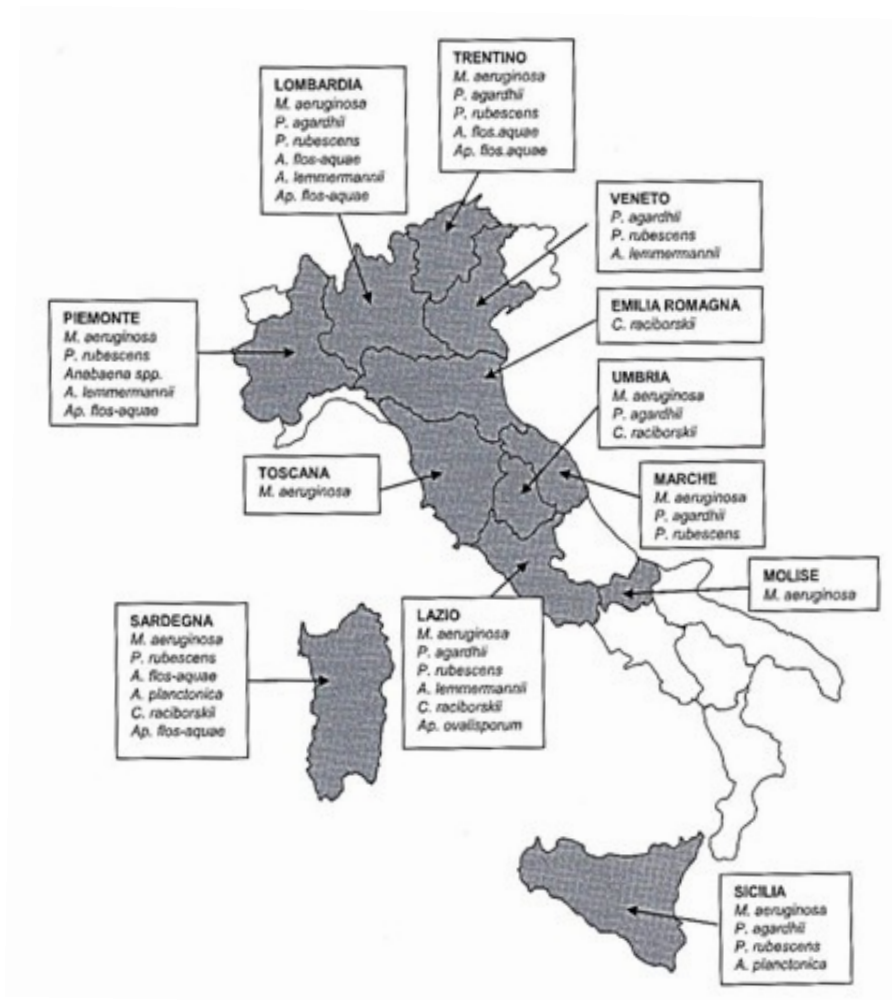 TRENTINO
M. aeruginosa
P. agardhii
P. rubescens
A. flos.aquae
Ap. flos.aquae
LOMBARDIA
M. aeruginosa
P. agardhii
P. rubescens
A. flos-aquae
A. lemmermannii
Ap. flos-aquae
VENETO
P. agardhii
P. rubescens
A. lemmermannii
EMILIA ROMAGNA
C. raciborskii
PIEMONTE
M. aeruginosa
P. rubescens
Anabaena spp.
A. lemmermannii
Ap. flos-aquae
UMBRIA
M. aeruginosa
P. agardhii
C. raciborskii
TOSCANA
M. aeruginosa
MARCHE
M. aeruginosa
P. agardhii
P. rubescens
MOLISE
M. aeruginosa
SARDEGNA
M. aeruginosa
P. rubescens
A. flos-aquae
A. planctonica
C. raciborskii
Ap. flos-aquae
LAZIO
M. aeruginosa
P. agardhii
P. rubescens
A. lemmermannii
C. raciborskii
Ap. ovalisporum
SICILIA
M. aeruginosa
P. agardhii
P. rubescens
A. planctonica